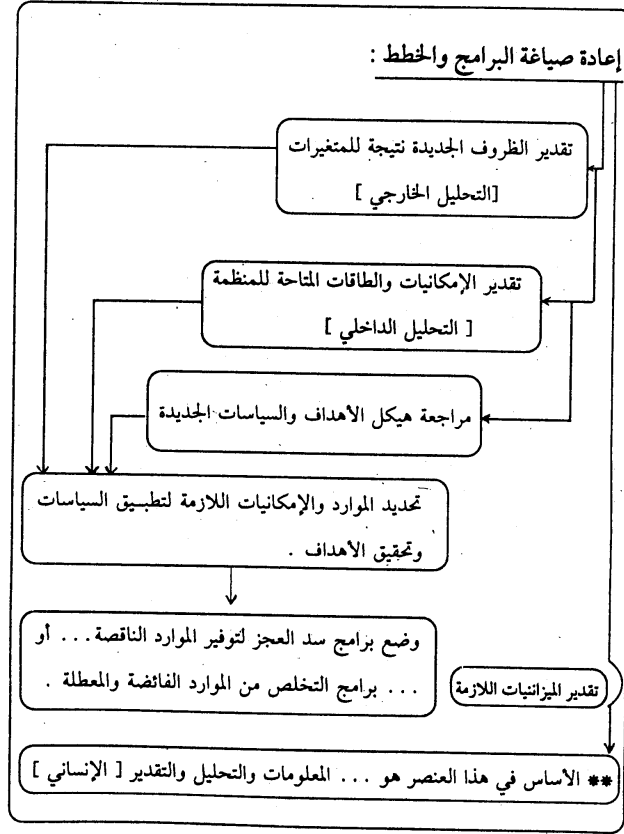 إعادة صياغة البرامج والخطط :
تقدير الظروف الجديدة نتيجة للمتغيرات
[التحليل الخارجي ]
تقدير الإمكانيات والطاقات المتاحة للمنظمة
[ التحليل الداخلي ]
مراجعة هيكل الأهداف والسياسات الجديدة
تحديد الموارد والإمكانيات اللازمة لتطبيق السياسات
وتحقيق الأهداف .
وضع برامج سد العجز لتوفير الموارد الناقصة ... أو
... برامج التخلص من الموارد الفائضة والمعطلة .
تقدير الميزانيات اللازمة
** الأساس في هذا العنصر هو ... المعلومات والتحليل والتقدير [ الإنساني ]